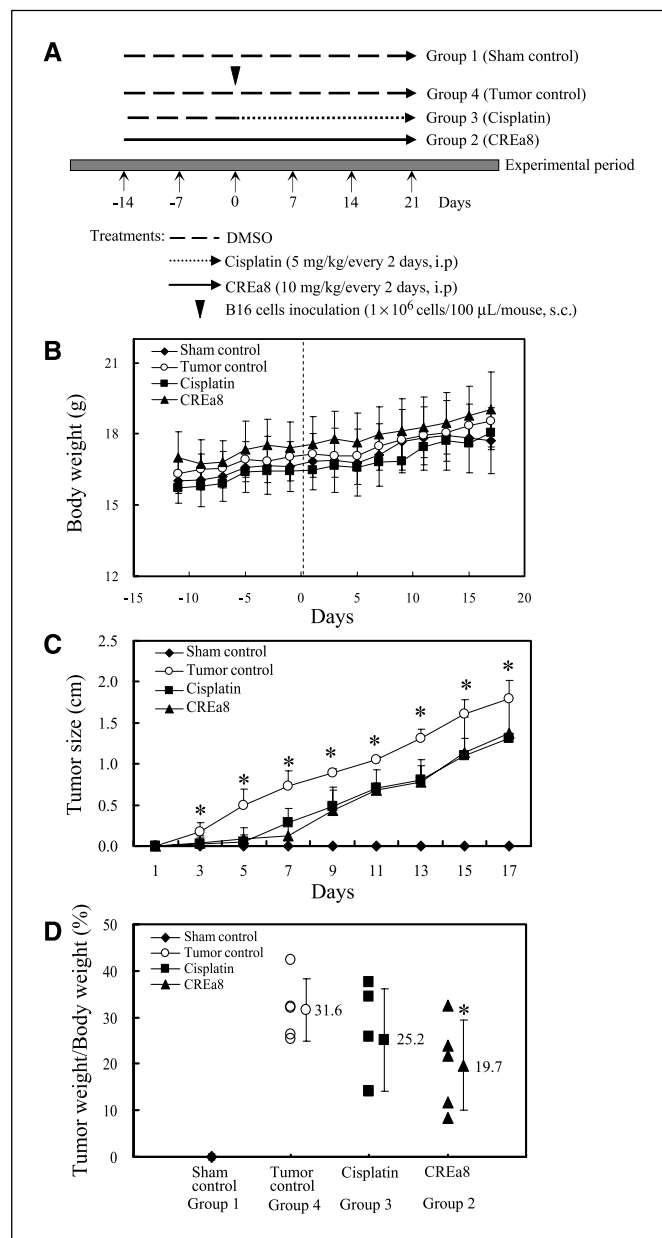 A
Group 1 (Sham control)
Group 4 (Tumor control)
Group 3 (Cisplatin)
Group 2 (CREa8)
Experimental period
-14 -7 0 7 14 21 Days
Treatments: DMSO
Cisplatin (5 mg/kg/every 2 days, i.p)
CREa8 (10 mg/kg/every 2 days, i.p)
B16 cells inoculation (1×10⁶ cells/100 μL/mouse, s.c.)
B
Body weight (g)
21
18
15
12
Sham control
Tumor control
Cisplatin
CREa8
-15 -10 -5 0 5 10 15 20
Days
C
Tumor size (cm)
2.5
2.0
1.5
1.0
0.5
0.0
Sham control
Tumor control
Cisplatin
CREa8
* * * * * * * *
1 3 5 7 9 11 13 15 17
Days
D
Tumor weight/Body weight (%)
50
40
30
20
10
0
Sham control
Tumor control
Cisplatin
CREa8
31.6
25.2
*
19.7
Sham Tumor Cisplatin CREa8
control control
Group 1 Group 4 Group 3 Group 2